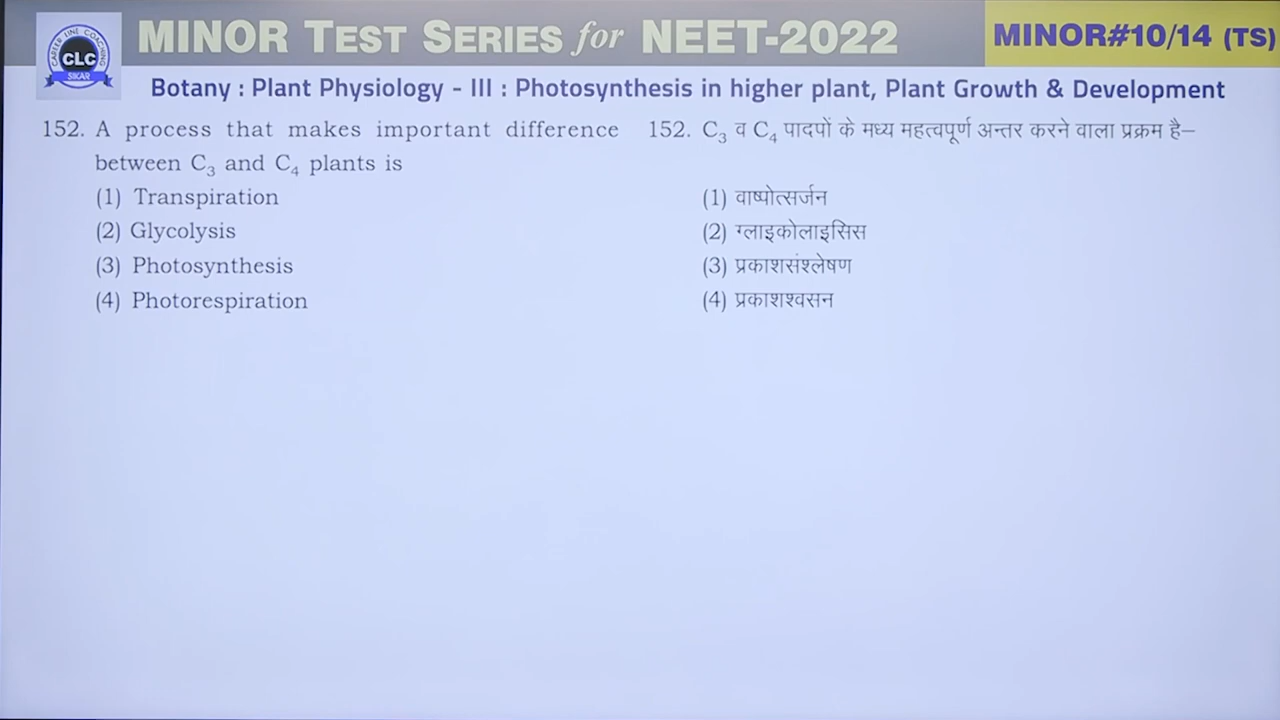 CAREER LINE COACHING
CLC
SIKAR
MINOR TEST SERIES for NEET-2022
MINOR#10/14 (TS)
Botany : Plant Physiology - III : Photosynthesis in higher plant, Plant Growth & Development
152. A process that makes important difference
between C₃ and C₄ plants is
(1) Transpiration
(2) Glycolysis
(3) Photosynthesis
(4) Photorespiration
152. C₃ व C₄ पादपों के मध्य महत्वपूर्ण अन्तर करने वाला प्रक्रम है–
(1) वाष्पोत्सर्जन
(2) ग्लाइकोलाइसिस
(3) प्रकाशसंश्लेषण
(4) प्रकाशश्वसन